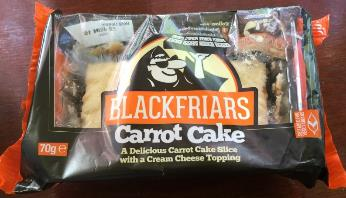 BLACKFRIARS
Carrot Cake
70g e
A Delicious Carrot Cake Slice
with a Cream Cheese Topping